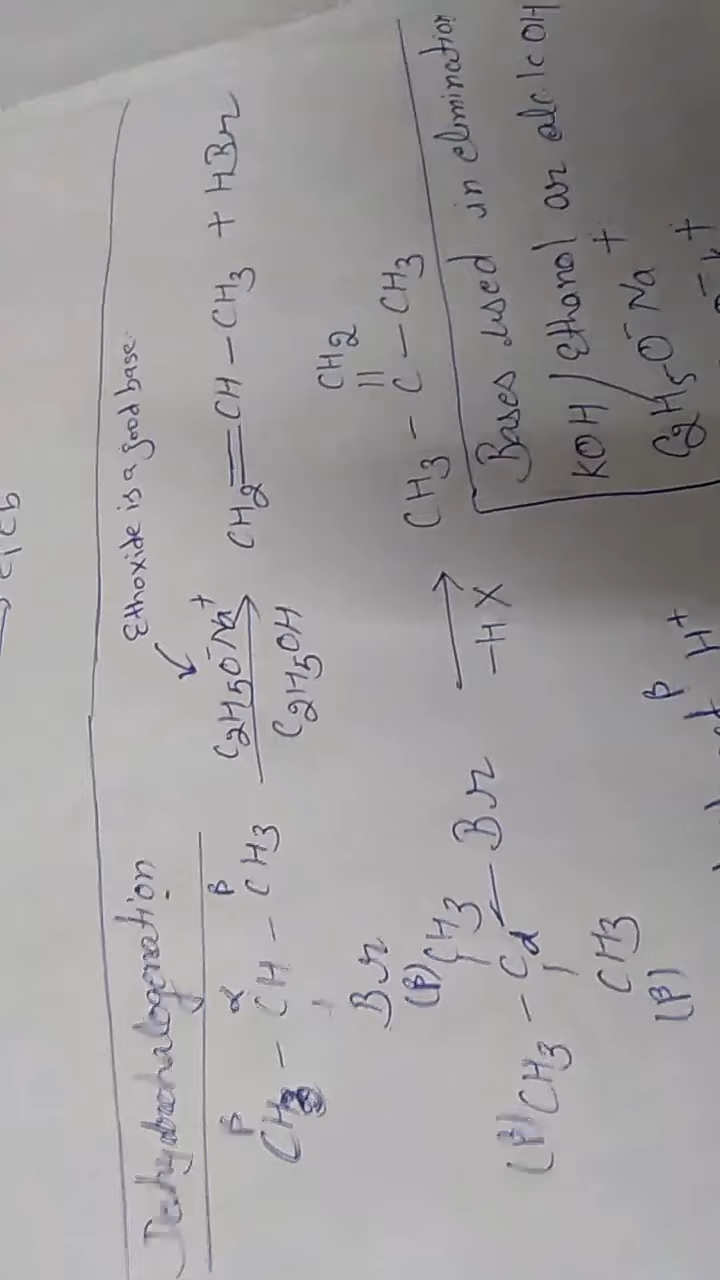 Dehydrohalogenation
Ethoxide is a good base.
β α β
CH3 – CH – CH3 C2H5O⁻Na⁺ → CH2=CH–CH3 + HBr
Br C2H5OH
(β)CH3 CH2
(β)CH3 – Cα – Br → CH3 – C – CH3
–HX
CH3
(β)
Bases used in elimination
KOH/Ethanol or alc. KOH
C2H5O⁻Na⁺
β
H⁺